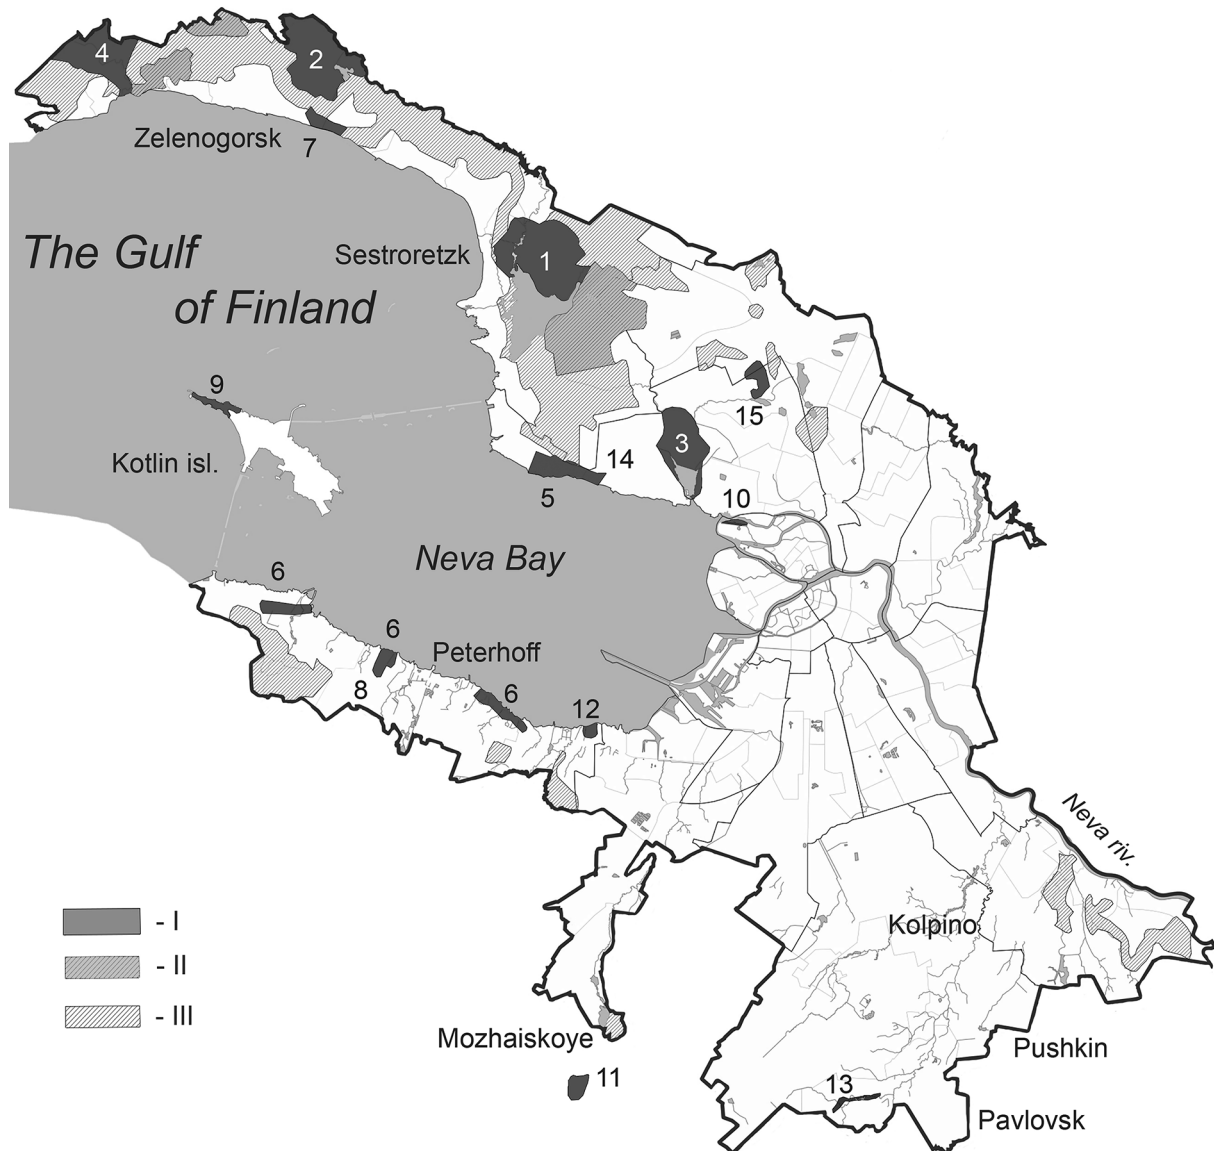 4
2
Zelenogorsk
7
The Gulf
of Finland
Sestroretzk
1
9
15
3
14
Kotlin isl.
5
10
Neva Bay
6
6
Peterhoff
8
6
12
Neva riv.
- I
Kolpino
- II
- III
Mozhaiskoye
Pushkin
11
13
Pavlovsk